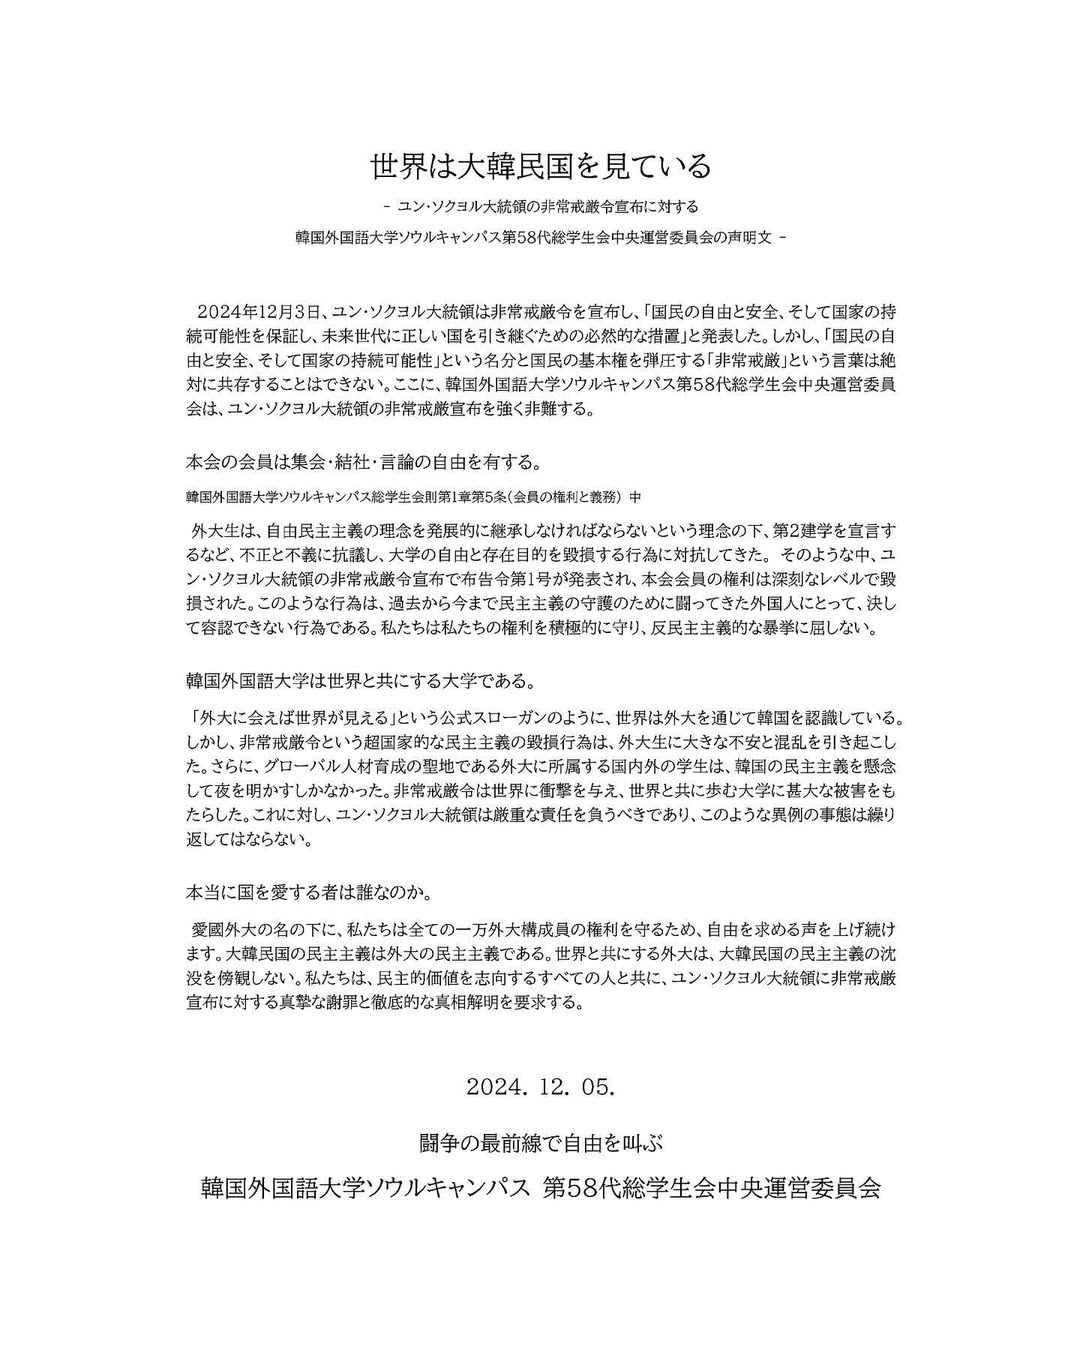 世界は大韓民国を見ている
- ユン・ソクヨル大統領の非常戒厳令宣布に対する
韓国外国語大学ソウルキャンパス第58代総学生会中央運営委員会の声明文 -
2024年12月3日、ユン・ソクヨル大統領は非常戒厳令を宣布し、「国民の自由と安全、そして国家の持
続可能性を保証し、未来世代に正しい国を引き継ぐための必然的な措置」と発表した。しかし、「国民の自
由と安全、そして国家の持続可能性」という名分と国民の基本権を弾圧する「非常戒厳」という言葉は絶
対に共存することはできない。ここに、韓国外国語大学ソウルキャンパス第58代総学生会中央運営委員
会は、ユン・ソクヨル大統領の非常戒厳宣布を強く非難する。
本会の会員は集会・結社・言論の自由を有する。
韓国外国語大学ソウルキャンパス総学生会則第1章第5条(会員の権利と義務) 中
外大生は、自由民主主義の理念を発展的に継承しなければならないという理念の下、第2建学を宣言す
るなど、不正と不義に抗議し、大学の自由と存在目的を毀損する行為に対抗してきた。 そのような中、ユ
ン・ソクヨル大統領の非常戒厳令宣布で布告令第1号が発表され、本会会員の権利は深刻なレベルで毀
損された。このような行為は、過去から今まで民主主義の守護のために闘ってきた外国人にとって、決し
て容認できない行為である。私たちは私たちの権利を積極的に守り、反民主主義的な暴挙に屈しない。
韓国外国語大学は世界と共にする大学である。
「外大に会えば世界が見える」という公式スローガンのように、世界は外大を通じて韓国を認識している。
しかし、非常戒厳令という超国家的な民主主義の毀損行為は、外大生に大きな不安と混乱を引き起こし
た。さらに、グローバル人材育成の聖地である外大に所属する国内外の学生は、韓国の民主主義を懸念
して夜を明かすしかなかった。非常戒厳令は世界に衝撃を与え、世界と共に歩む大学に甚大な被害をも
たらした。これに対し、ユン・ソクヨル大統領は厳重な責任を負うべきであり、このような異例の事態は繰り
返してはならない。
本当に国を愛する者は誰なのか。
愛國外大の名の下に、私たちは全ての一万外大構成員の権利を守るため、自由を求める声を上げ続け
ます。大韓民国の民主主義は外大の民主主義である。世界と共にする外大は、大韓民国の民主主義の沈
没を傍観しない。私たちは、民主的価値を志向するすべての人と共に、ユン・ソクヨル大統領に非常戒厳
宣布に対する真摯な謝罪と徹底的な真相解明を要求する。
2024. 12. 05.
闘争の最前線で自由を叫ぶ
韓国外国語大学ソウルキャンパス 第58代総学生会中央運営委員会